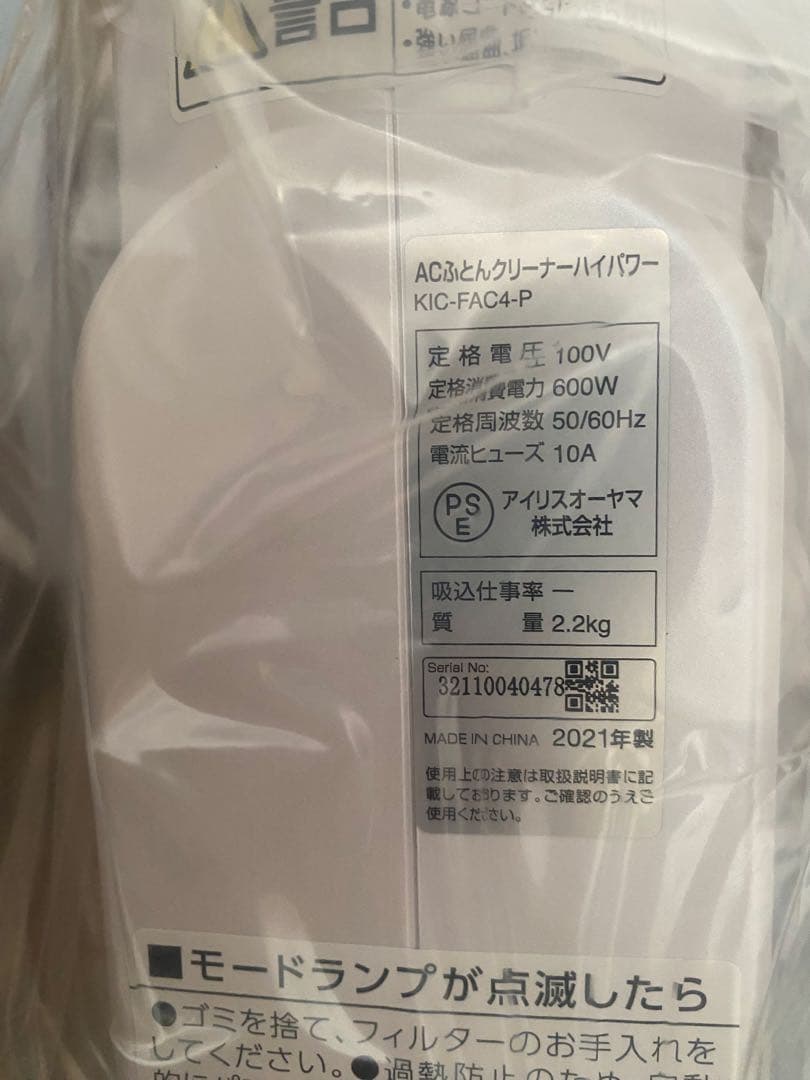 ACふとんクリーナーハイパワー
KIC-FAC4-P
定格電圧 100V
定格消費電力 600W
定格周波数 50/60Hz
電流ヒューズ 10A
PSE
アイリスオーヤマ
株式会社
吸込仕事率 ー
質量 2.2kg
Serial No:
32110040478
MADE IN CHINA 2021年製
使用上の注意は取扱説明書に記
載しております。ご確認のうえご
使用ください。
■モードランプが点滅したら
●ゴミを捨て、フィルターのお手入れを
してください。●過熱防止のため、自動